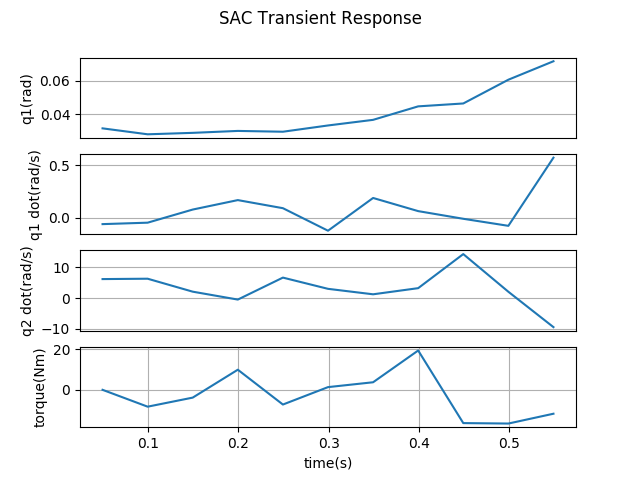 SAC Transient Response
q1(rad)
0.06
0.04
q1 dot(rad/s)
0.5
0.0
q2 dot(rad/s)
10
0
−10
torque(Nm)
20
0
0.1 0.2 0.3 0.4 0.5
time(s)